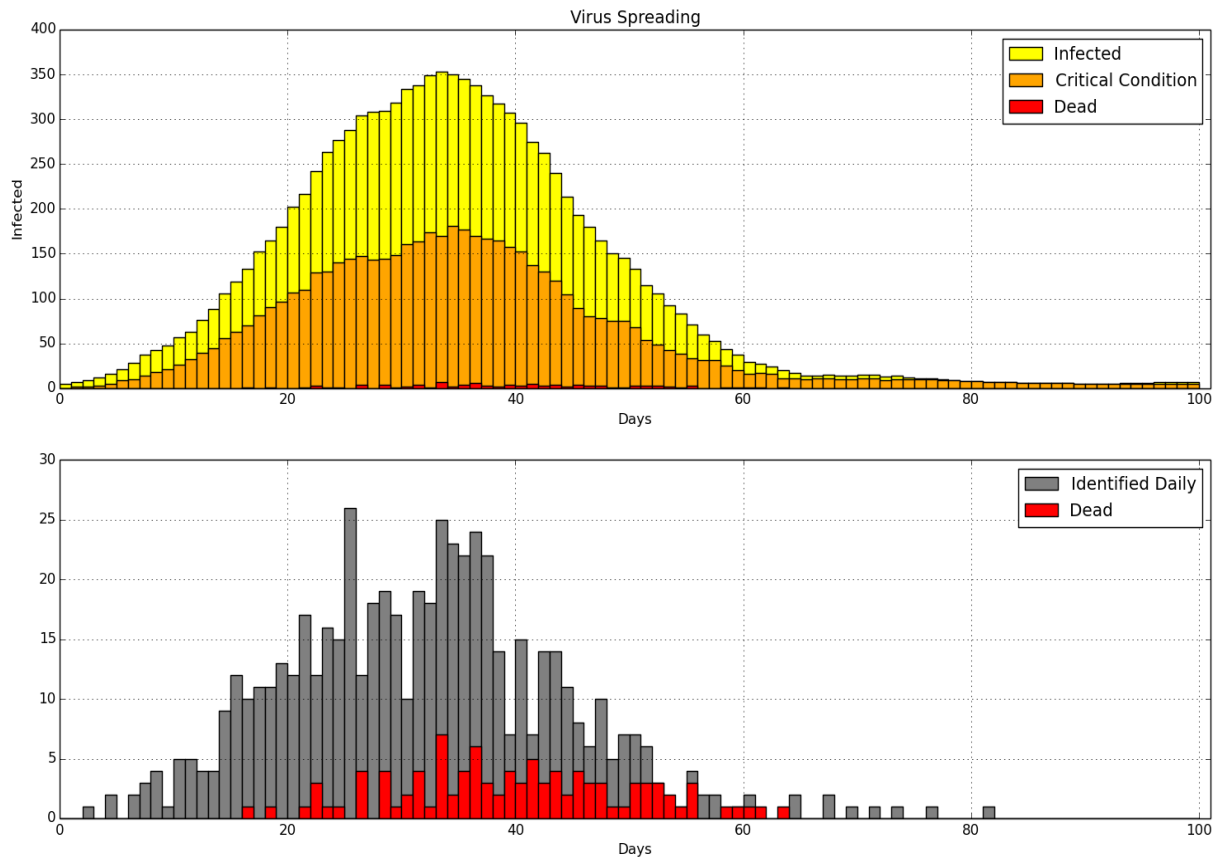 Virus Spreading
400
350
300
250
200
150
100
50
0
Infected
Infected
Critical Condition
Dead
0 20 40 60 80 100
Days
30
25
20
15
10
5
0
Identified Daily
Dead
0 20 40 60 80 100
Days